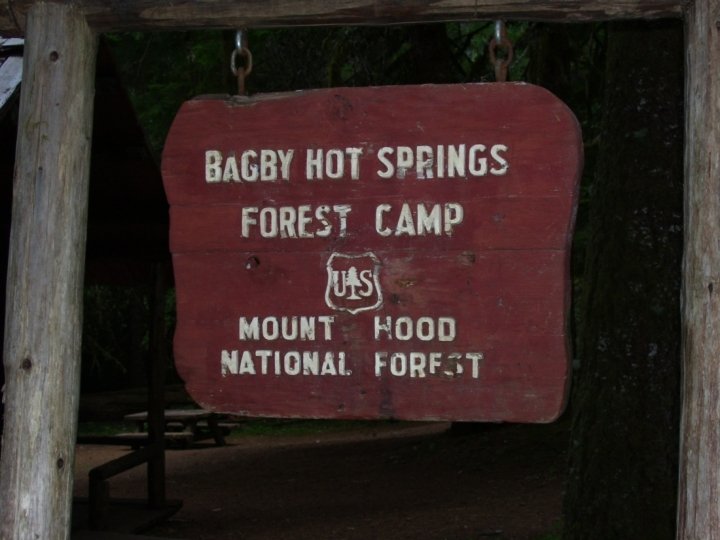 BAGBY HOT SPRINGS
FOREST CAMP
US
MOUNT HOOD
NATIONAL FOREST